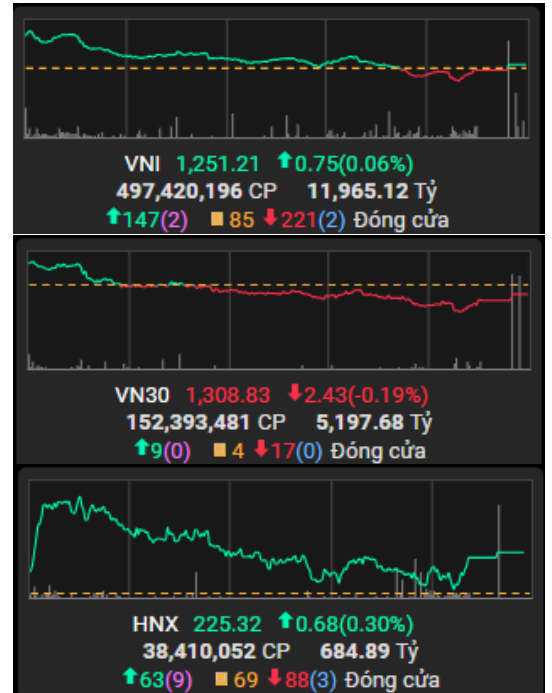 VNI 1,251.21 ⬆0.75(0.06%)
497,420,196 CP 11,965.12 Tỷ
⬆147(2) ■ 85 ⬇221(2) Đóng cửa
VN30 1,308.83 ⬇2.43(-0.19%)
152,393,481 CP 5,197.68 Tỷ
⬆9(0) ■ 4 ⬇17(0) Đóng cửa
HNX 225.32 ⬆0.68(0.30%)
38,410,052 CP 684.89 Tỷ
⬆63(9) ■ 69 ⬇88(3) Đóng cửa